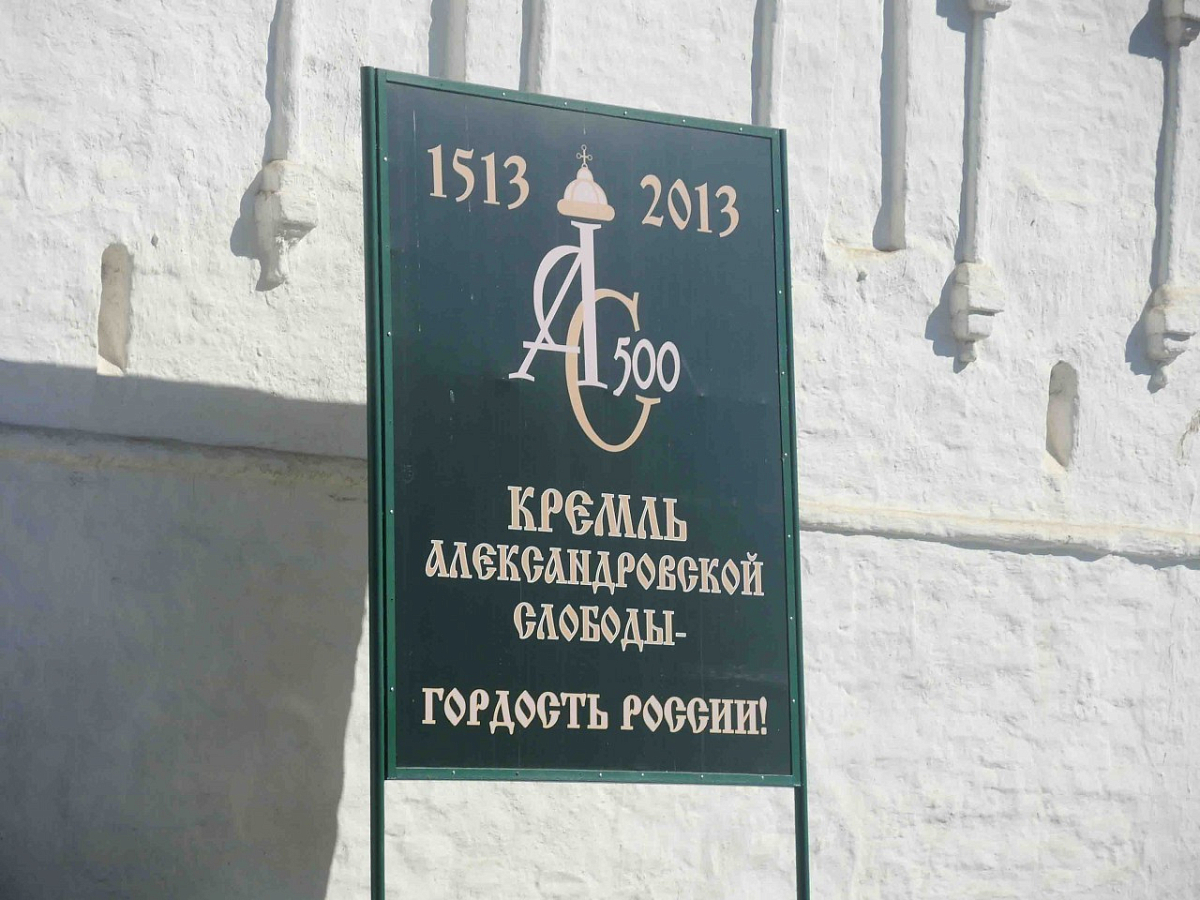 1513 2013
АС 500
КРЕМЛЬ
АЛЕКСАНДРОВСКОЙ
СЛОБОДЫ-
ГОРДОСТЬ РОССИИ!